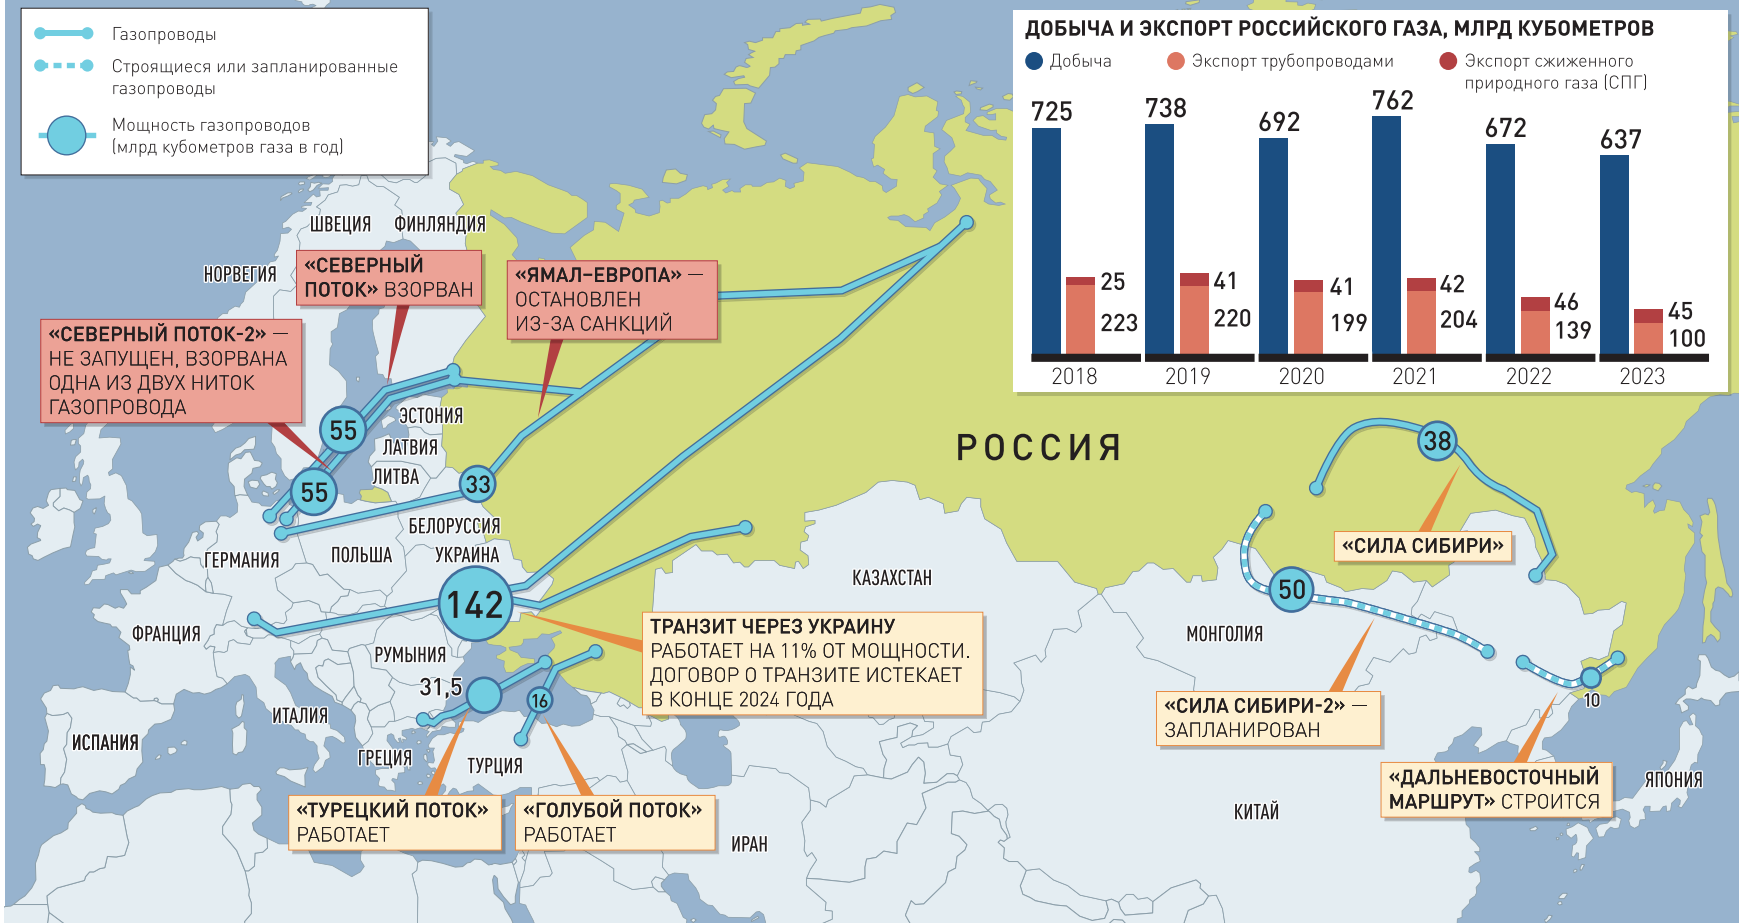 Газопроводы
Строящиеся или запланированные
газопроводы
Мощность газопроводов
(млрд кубометров газа в год)
ДОБЫЧА И ЭКСПОРТ РОССИЙСКОГО ГАЗА, МЛРД КУБОМЕТРОВ
Добыча
Экспорт трубопроводами
Экспорт сжиженного
природного газа (СПГ)
725
738
692
762
672
637
25
223
41
220
41
199
42
204
46
139
45
100
2018
2019
2020
2021
2022
2023
ШВЕЦИЯ
ФИНЛЯНДИЯ
НОРВЕГИЯ
«СЕВЕРНЫЙ
ПОТОК» ВЗОРВАН
«ЯМАЛ–ЕВРОПА» —
ОСТАНОВЛЕН
ИЗ-ЗА САНКЦИЙ
«СЕВЕРНЫЙ ПОТОК-2» —
НЕ ЗАПУЩЕН, ВЗОРВАНА
ОДНА ИЗ ДВУХ НИТОК
ГАЗОПРОВОДА
55
ЭСТОНИЯ
ЛАТВИЯ
ЛИТВА
55
33
РОССИЯ
38
БЕЛОРУССИЯ
ГЕРМАНИЯ
ПОЛЬША
УКРАИНА
142
КАЗАХСТАН
«СИЛА СИБИРИ»
50
ФРАНЦИЯ
РУМЫНИЯ
31,5
16
ТРАНЗИТ ЧЕРЕЗ УКРАИНУ
РАБОТАЕТ НА 11% ОТ МОЩНОСТИ.
ДОГОВОР О ТРАНЗИТЕ ИСТЕКАЕТ
В КОНЦЕ 2024 ГОДА
МОНГОЛИЯ
10
«СИЛА СИБИРИ-2» —
ЗАПЛАНИРОВАН
ИТАЛИЯ
ИСПАНИЯ
ГРЕЦИЯ
ТУРЦИЯ
«ДАЛЬНЕВОСТОЧНЫЙ
МАРШРУТ» СТРОИТСЯ
ЯПОНИЯ
«ТУРЕЦКИЙ ПОТОК»
РАБОТАЕТ
«ГОЛУБОЙ ПОТОК»
РАБОТАЕТ
ИРАН
КИТАЙ